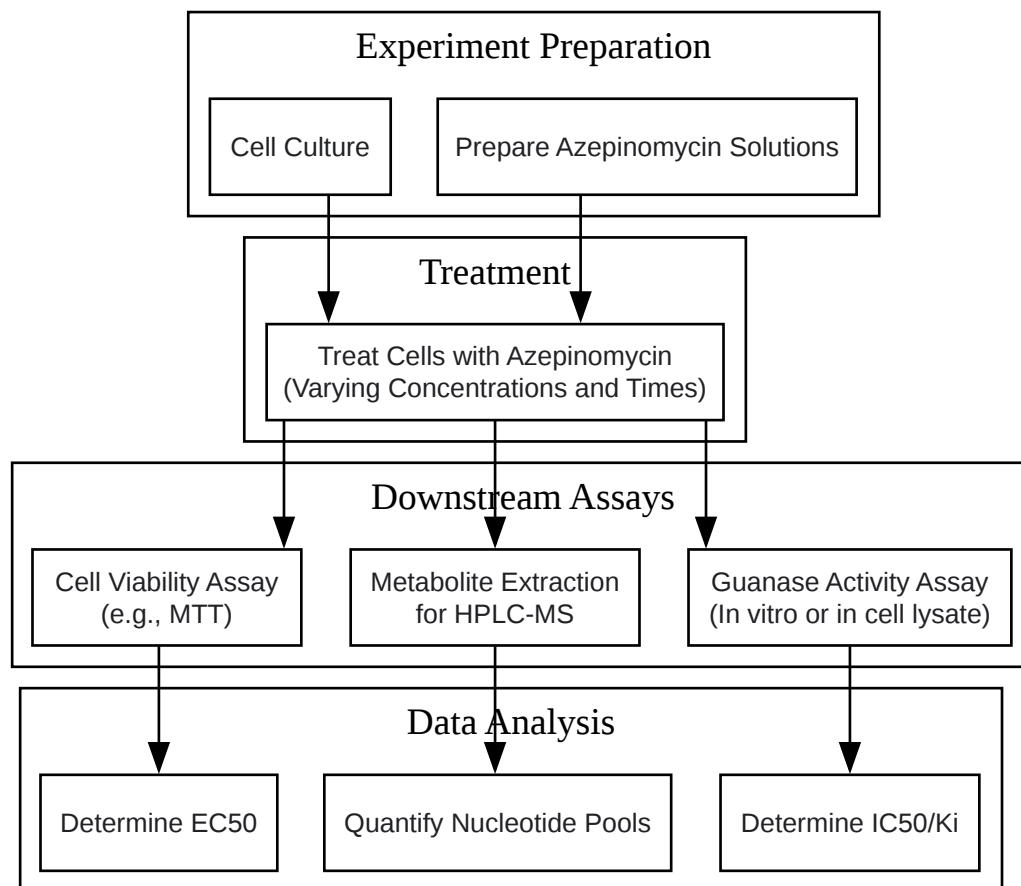 Experiment Preparation
Cell Culture
Prepare Azepinomycin Solutions
Treatment
Treat Cells with Azepinomycin
(Varying Concentrations and Times)
Downstream Assays
Cell Viability Assay
(e.g., MTT)
Metabolite Extraction
for HPLC-MS
Guanase Activity Assay
(In vitro or in cell lysate)
Data Analysis
Determine EC50
Quantify Nucleotide Pools
Determine IC50/Ki